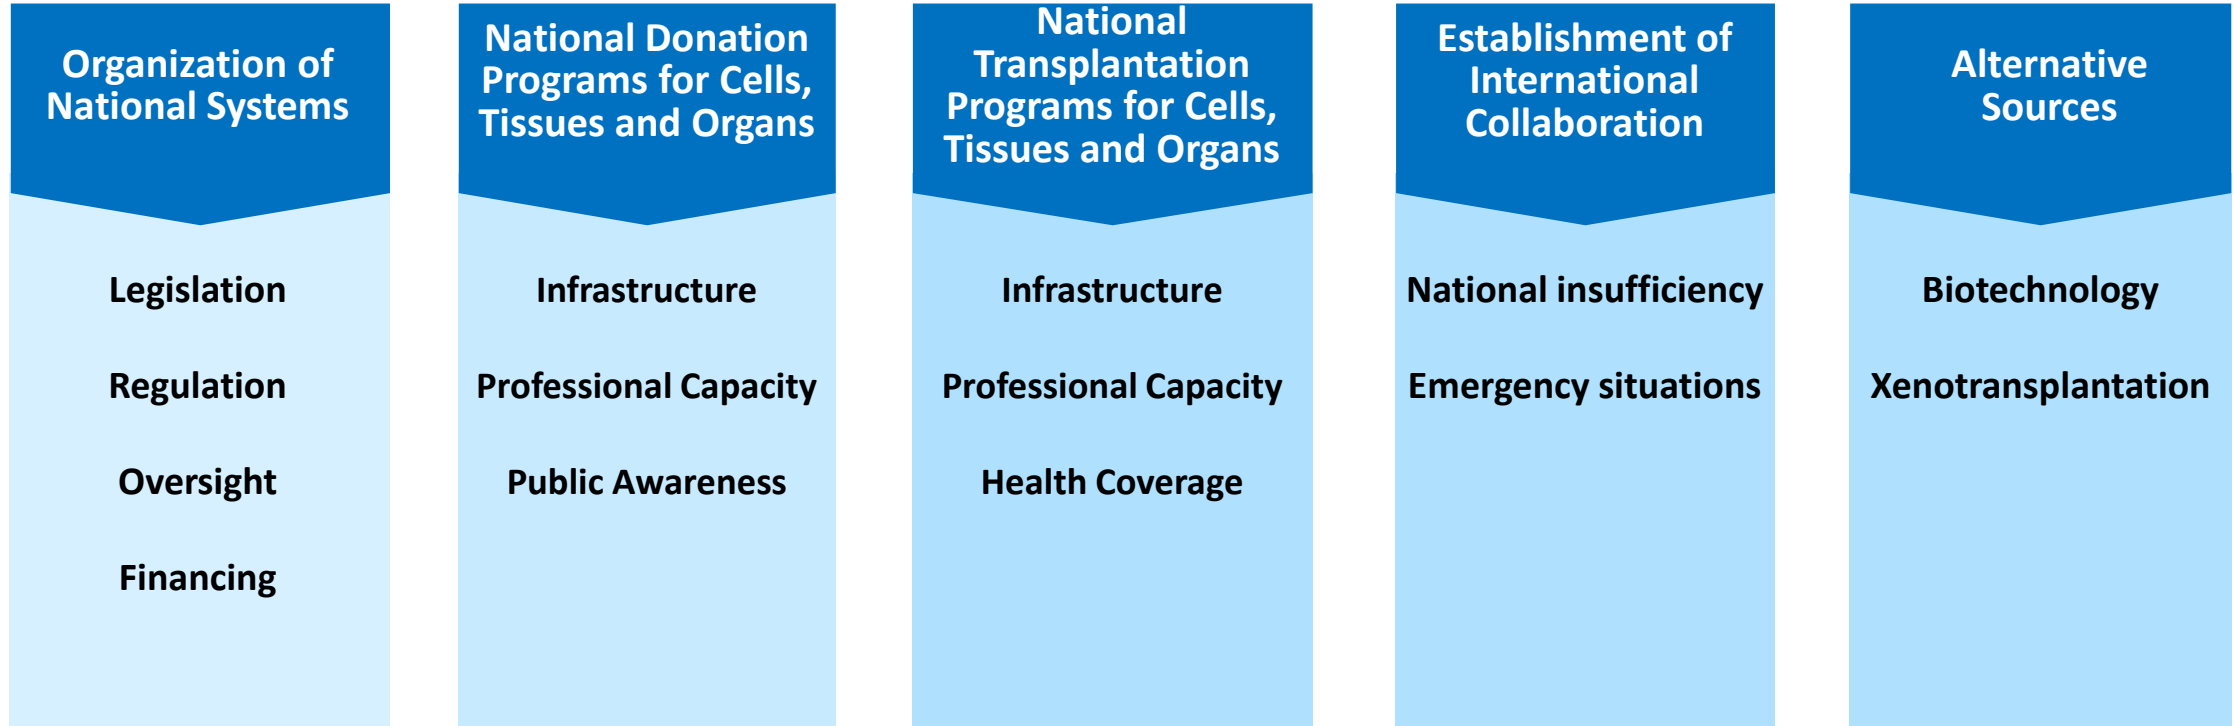 Organization of
National Systems
Legislation
Regulation
Oversight
Financing
National Donation
Programs for Cells,
Tissues and Organs
Infrastructure
Professional Capacity
Public Awareness
National
Transplantation
Programs for Cells,
Tissues and Organs
Infrastructure
Professional Capacity
Health Coverage
Establishment of
International
Collaboration
National insufficiency
Emergency situations
Alternative
Sources
Biotechnology
Xenotransplantation